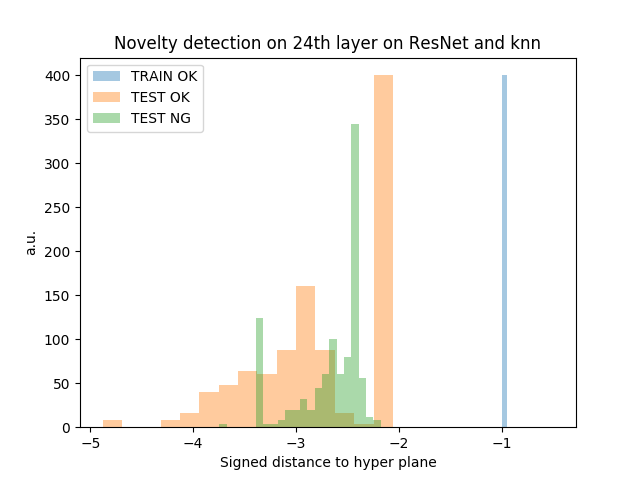 Novelty detection on 24th layer on ResNet and knn
TRAIN OK
TEST OK
TEST NG
400
350
300
250
200
150
100
50
0
a.u.
−5
−4
−3
−2
−1
Signed distance to hyper plane